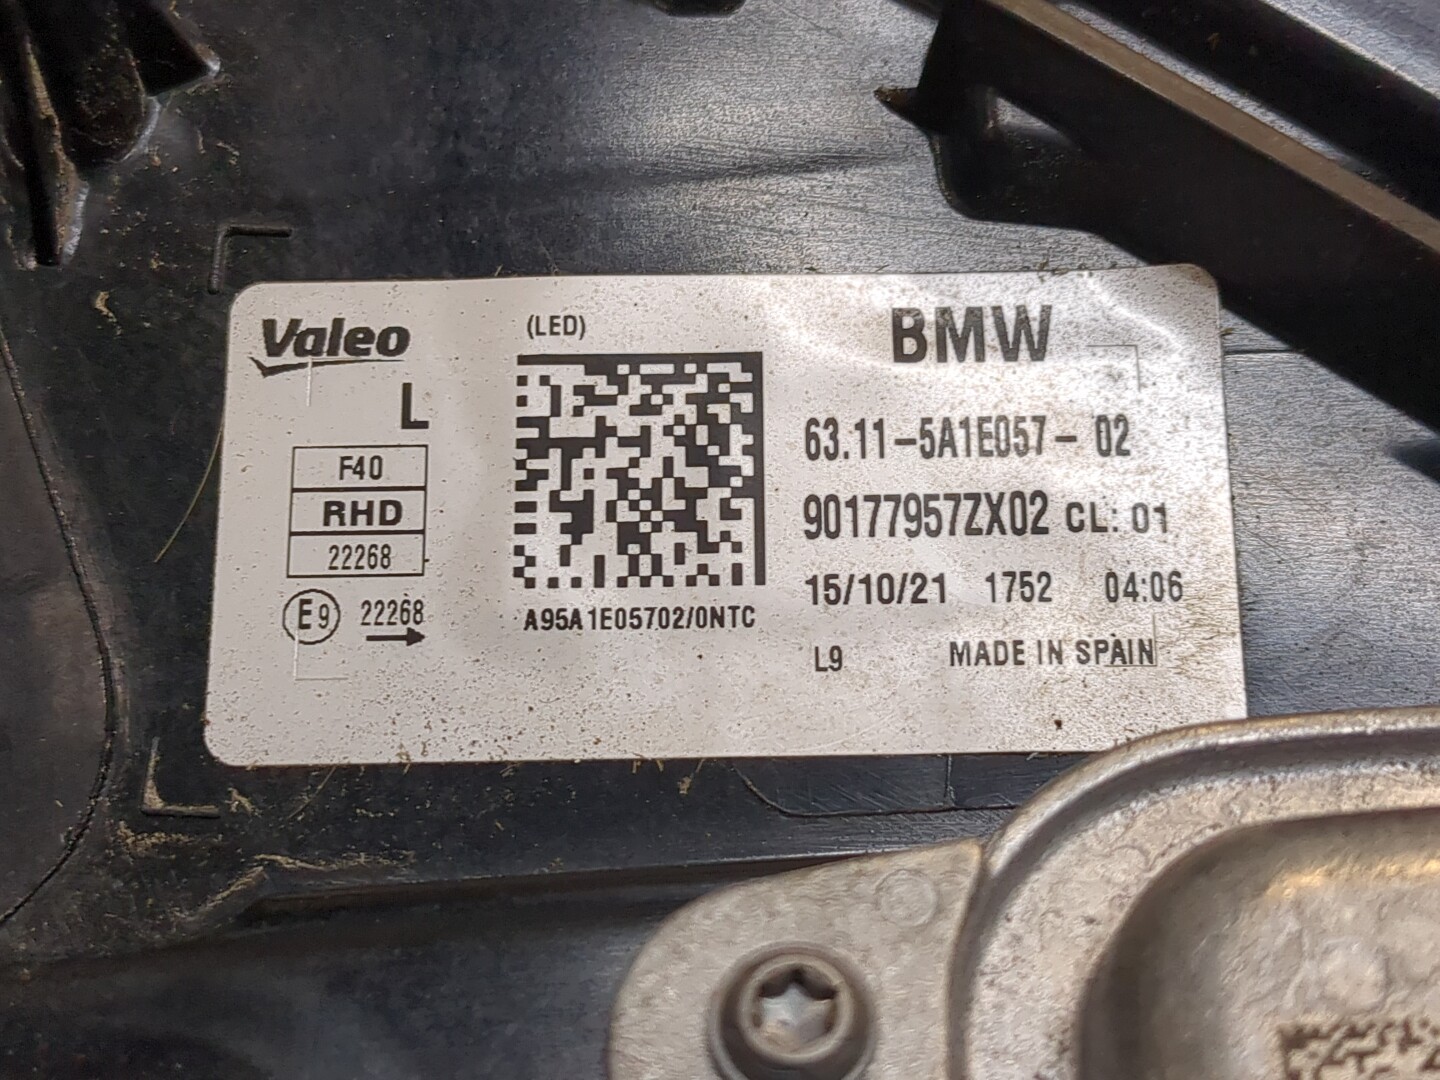 Valeo
(LED)
BMW
L
F40
RHD
22268
E9 22268
A95A1E05702/0NTC
63.11-5A1E057- 02
90177957ZX02 CL: 01
15/10/21 1752 04:06
L9 MADE IN SPAIN